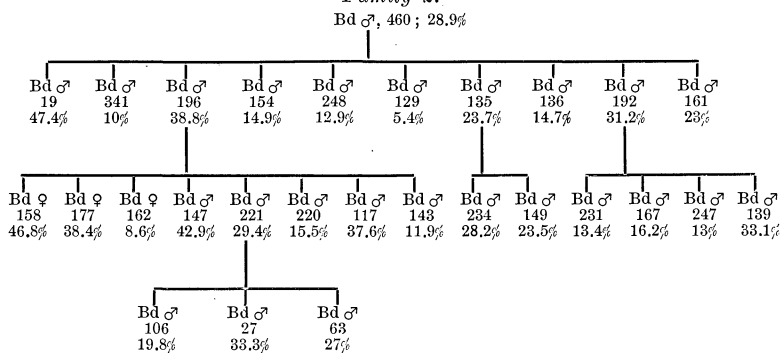 Bd ♂, 460; 28.9%
Bd ♂ Bd ♂ Bd ♂ Bd ♂ Bd ♂ Bd ♂ Bd ♂ Bd ♂ Bd ♂ Bd ♂
19 341 196 154 248 129 135 136 192 161
47.4% 10% 38.8% 14.9% 12.9% 5.4% 23.7% 14.7% 31.2% 23%
Bd ♀ Bd ♀ Bd ♀ Bd ♂ Bd ♂ Bd ♂ Bd ♂ Bd ♂ Bd ♂ Bd ♂ Bd ♂ Bd ♂ Bd ♂ Bd ♂
158 177 162 147 221 220 117 143 234 149 231 167 247 139
46.8% 38.4% 8.6% 42.9% 29.4% 15.5% 37.6% 11.9% 28.2% 23.5% 13.4% 16.2% 13% 33.1%
Bd ♂ Bd ♂ Bd ♂
106 27 63
19.8% 33.3% 27%